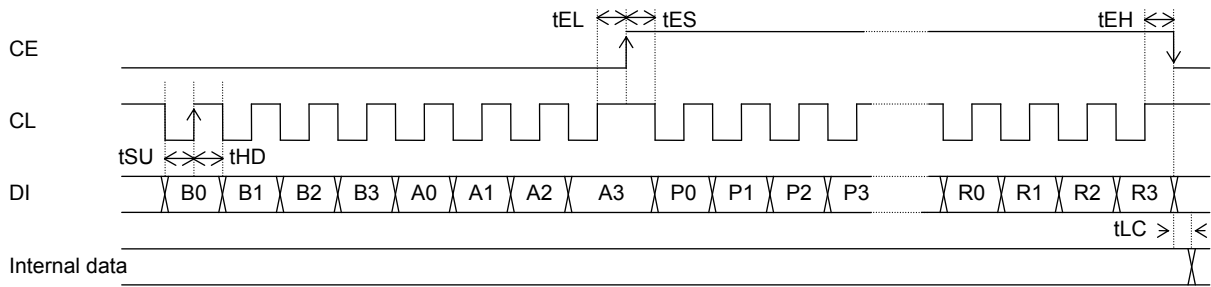 tEL tES tEH
CE
CL
tSU tHD
DI B0 B1 B2 B3 A0 A1 A2 A3 P0 P1 P2 P3 R0 R1 R2 R3
tLC
Internal data